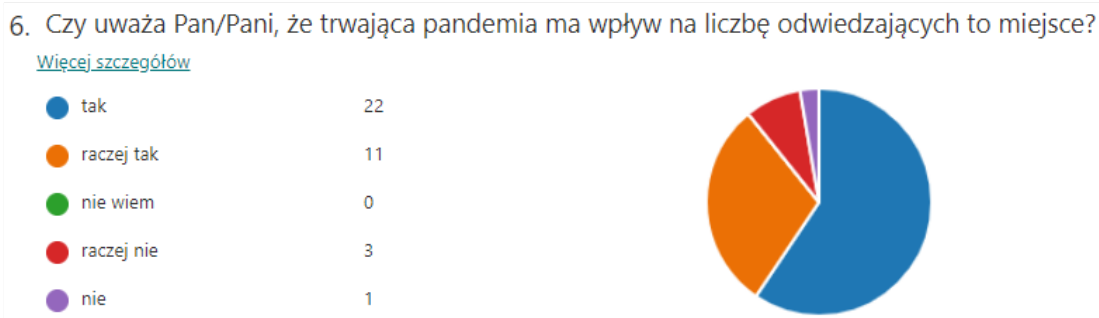 6. Czy uważa Pan/Pani, że trwająca pandemia ma wpływ na liczbę odwiedzających to miejsce?
Więcej szczegółów
tak 22
raczej tak 11
nie wiem 0
raczej nie 3
nie 1